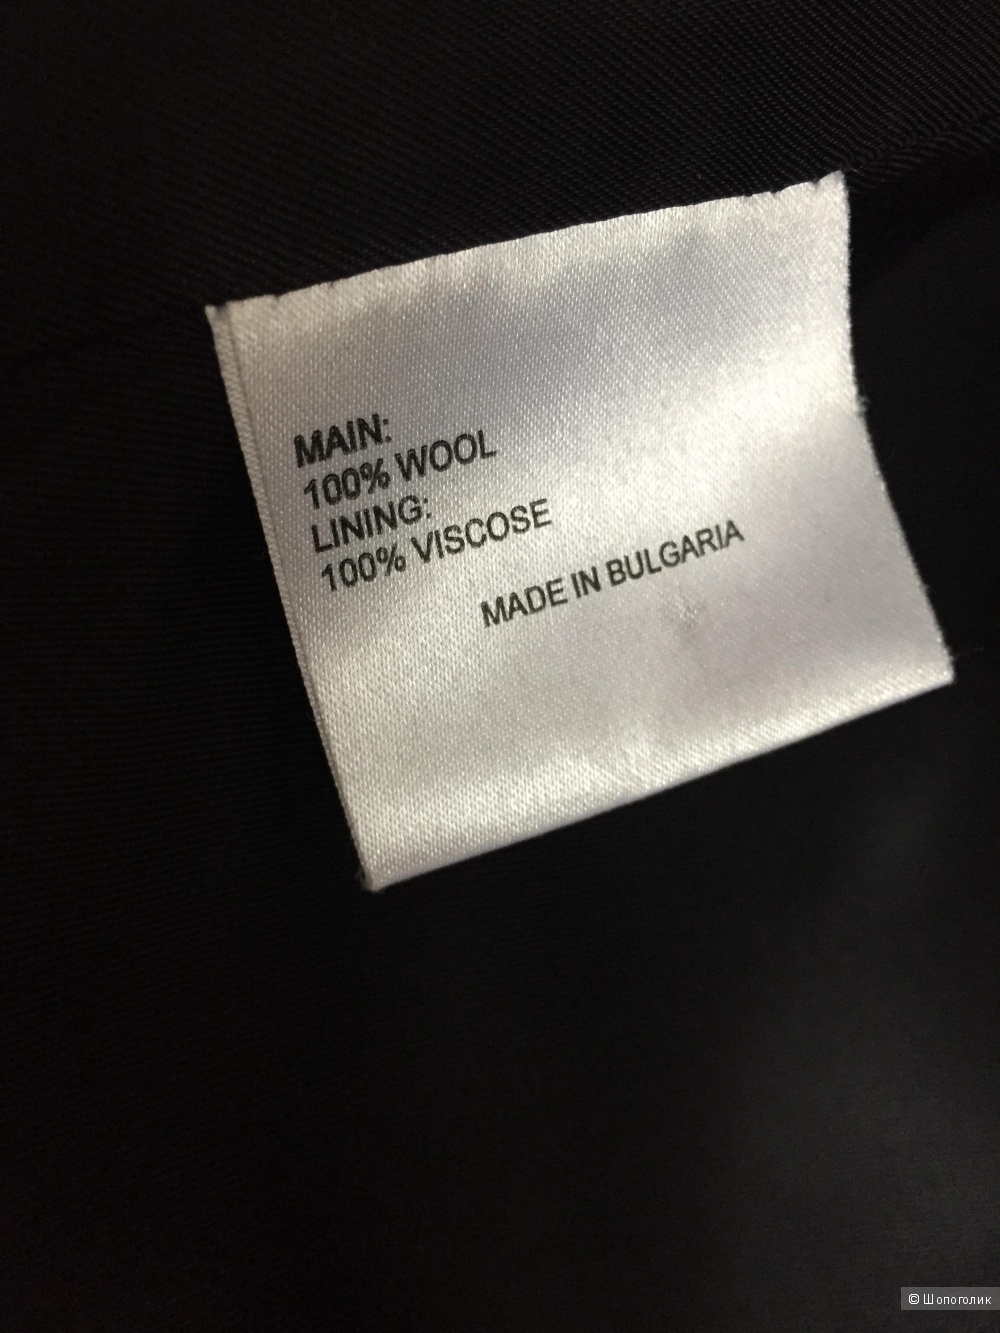 MAIN:
100% WOOL
LINING:
100% VISCOSE
MADE IN BULGARIA
© Шопоголик